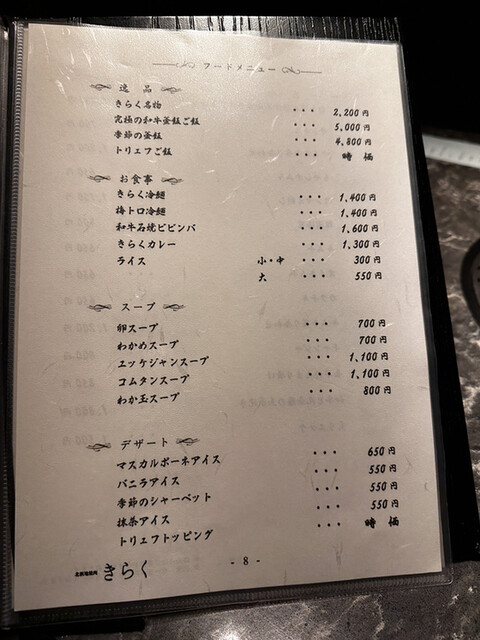 フードメニュー
逸品
きらく名物 ・・・ 2,200円
究極の和牛釜飯ご飯 ・・・ 5,000円
季節の釜飯 ・・・ 4,800円
トリュフご飯 ・・・ 時価
お食事
きらく冷麺 ・・・ 1,400円
梅トロ冷麺 ・・・ 1,400円
和牛石焼ビビンバ ・・・ 1,600円
きらくカレー ・・・ 1,300円
ライス 小・中 ・・・ 300円
大 ・・・ 550円
スープ
卵スープ ・・・ 700円
わかめスープ ・・・ 700円
ユッケジャンスープ ・・・ 1,100円
コムタンスープ ・・・ 1,100円
わか玉スープ ・・・ 800円
デザート
マスカルポーネアイス ・・・ 650円
バニラアイス ・・・ 550円
季節のシャーベット ・・・ 550円
抹茶アイス ・・・ 550円
トリュフトッピング ・・・ 時価
きらく
- 8 -